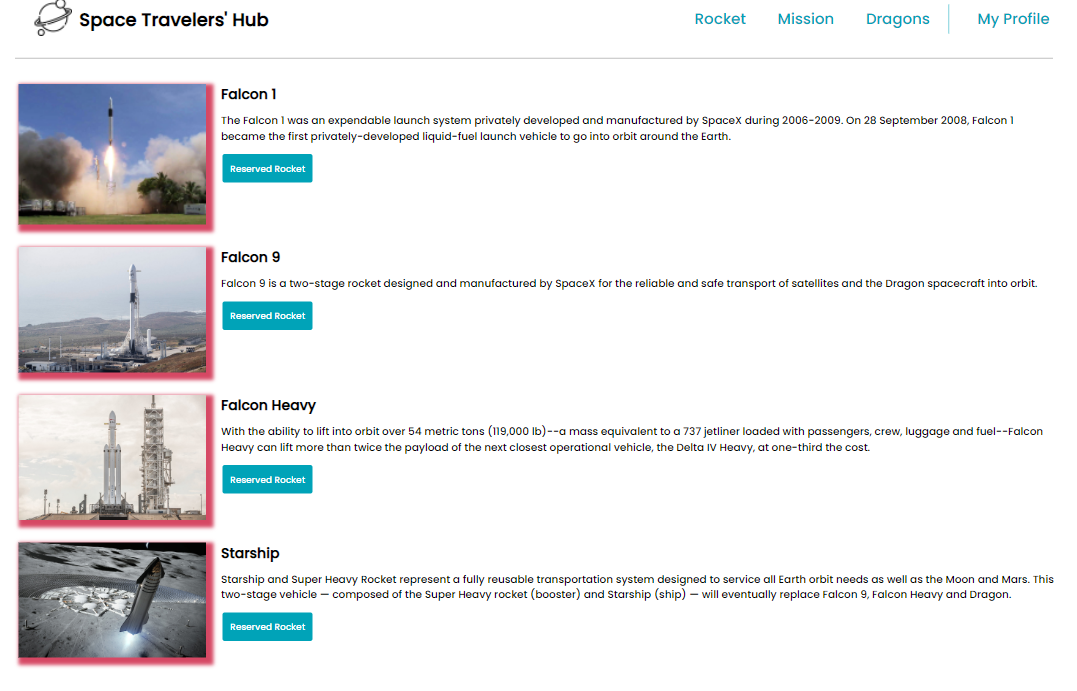 Space Travelers' Hub
Rocket Mission Dragons My Profile
Falcon 1
The Falcon 1 was an expendable launch system privately developed and manufactured by SpaceX during 2006-2009. On 28 September 2008, Falcon 1
became the first privately-developed liquid-fuel launch vehicle to go into orbit around the Earth.
Reserved Rocket
Falcon 9
Falcon 9 is a two-stage rocket designed and manufactured by SpaceX for the reliable and safe transport of satellites and the Dragon spacecraft into orbit.
Reserved Rocket
Falcon Heavy
With the ability to lift into orbit over 54 metric tons (119,000 lb)--a mass equivalent to a 737 jetliner loaded with passengers, crew, luggage and fuel--Falcon
Heavy can lift more than twice the payload of the next closest operational vehicle, the Delta IV Heavy, at one-third the cost.
Reserved Rocket
Starship
Starship and Super Heavy Rocket represent a fully reusable transportation system designed to service all Earth orbit needs as well as the Moon and Mars. This
two-stage vehicle — composed of the Super Heavy rocket (booster) and Starship (ship) — will eventually replace Falcon 9, Falcon Heavy and Dragon.
Reserved Rocket